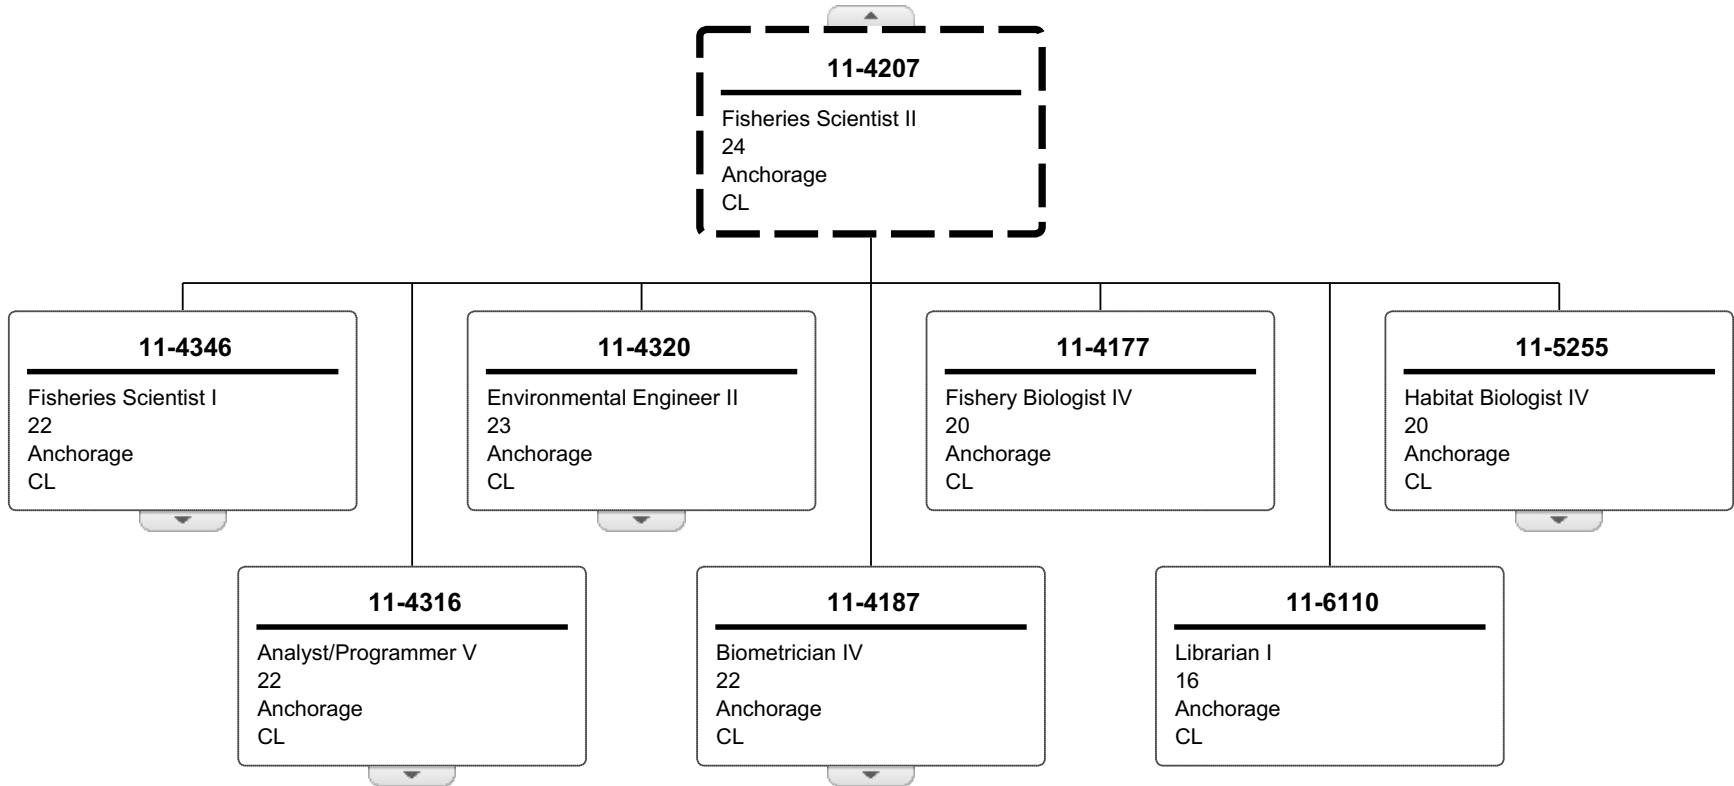 11-4207
Fisheries Scientist II
24
Anchorage
CL
11-4346
Fisheries Scientist I
22
Anchorage
CL
11-4320
Environmental Engineer II
23
Anchorage
CL
11-4177
Fishery Biologist IV
20
Anchorage
CL
11-5255
Habitat Biologist IV
20
Anchorage
CL
11-4316
Analyst/Programmer V
22
Anchorage
CL
11-4187
Biometrician IV
22
Anchorage
CL
11-6110
Librarian I
16
Anchorage
CL